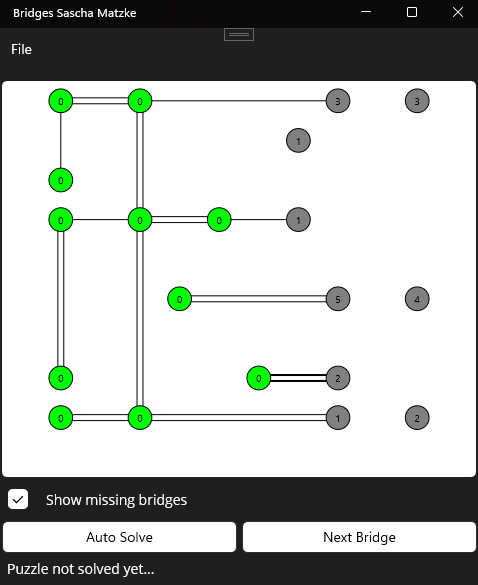 Bridges Sascha Matzke
File
0 0 3 3
1
0
0 0 0 1
0 5 4
0 0 2
0 0 1 2
Show missing bridges
Auto Solve Next Bridge
Puzzle not solved yet...